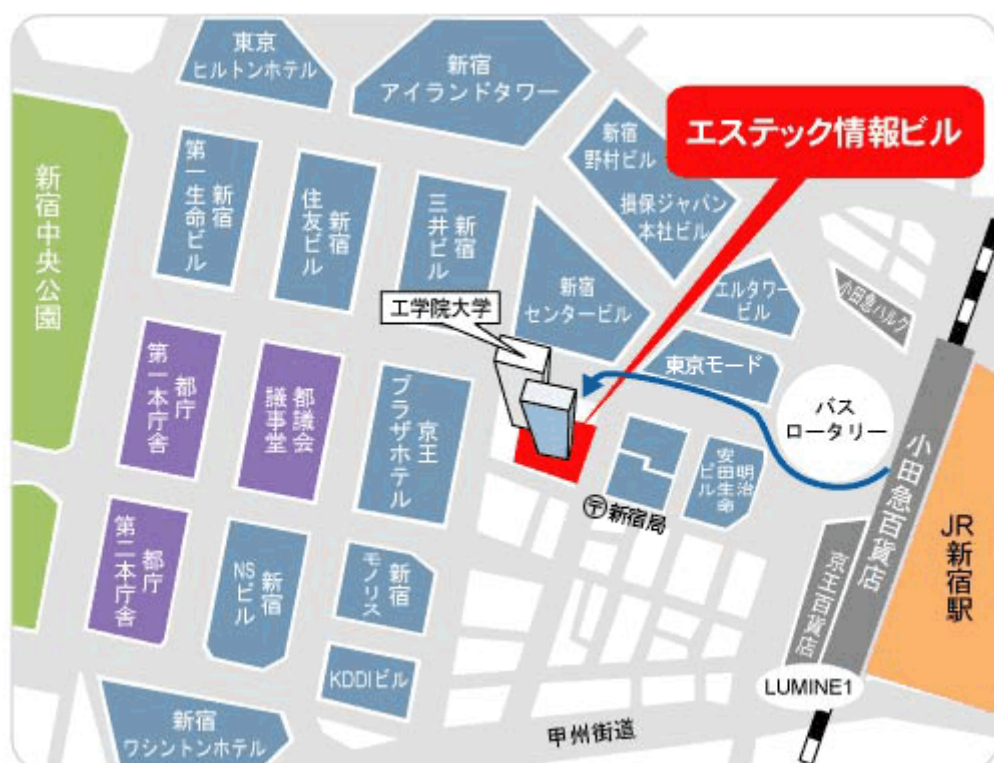 東京
ヒルトンホテル
新宿
アイランドタワー
エステック情報ビル
新宿
野村ビル
損保ジャパン
本社ビル
新宿
第一生命ビル
新宿
住友ビル
新宿
三井ビル
新宿
センタービル
エルタワー
ビル
小田急ハルク
新宿中央公園
工学院大学
東京モード
バス
ロータリー
都庁
第一本庁舎
都議会
議事堂
京王
プラザホテル
明治
安田生命
ビル
〒新宿局
小田急百貨店
京王百貨店
JR新宿駅
都庁
第二本庁舎
新宿
NSビル
新宿
モノリス
KDDIビル
LUMINE1
新宿
ワシントンホテル
甲州街道